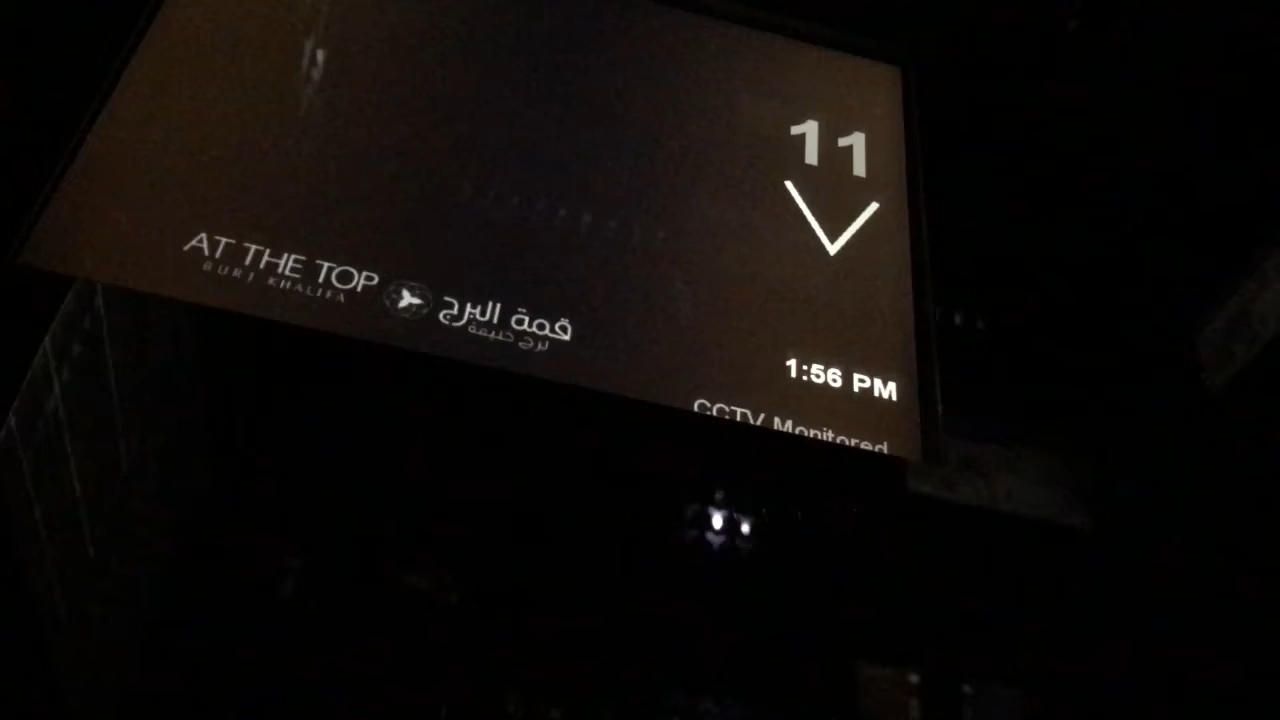 11
AT THE TOP
BURJ KHALIFA
قمة البرج
برج خليفة
1:56 PM
CCTV Monitored